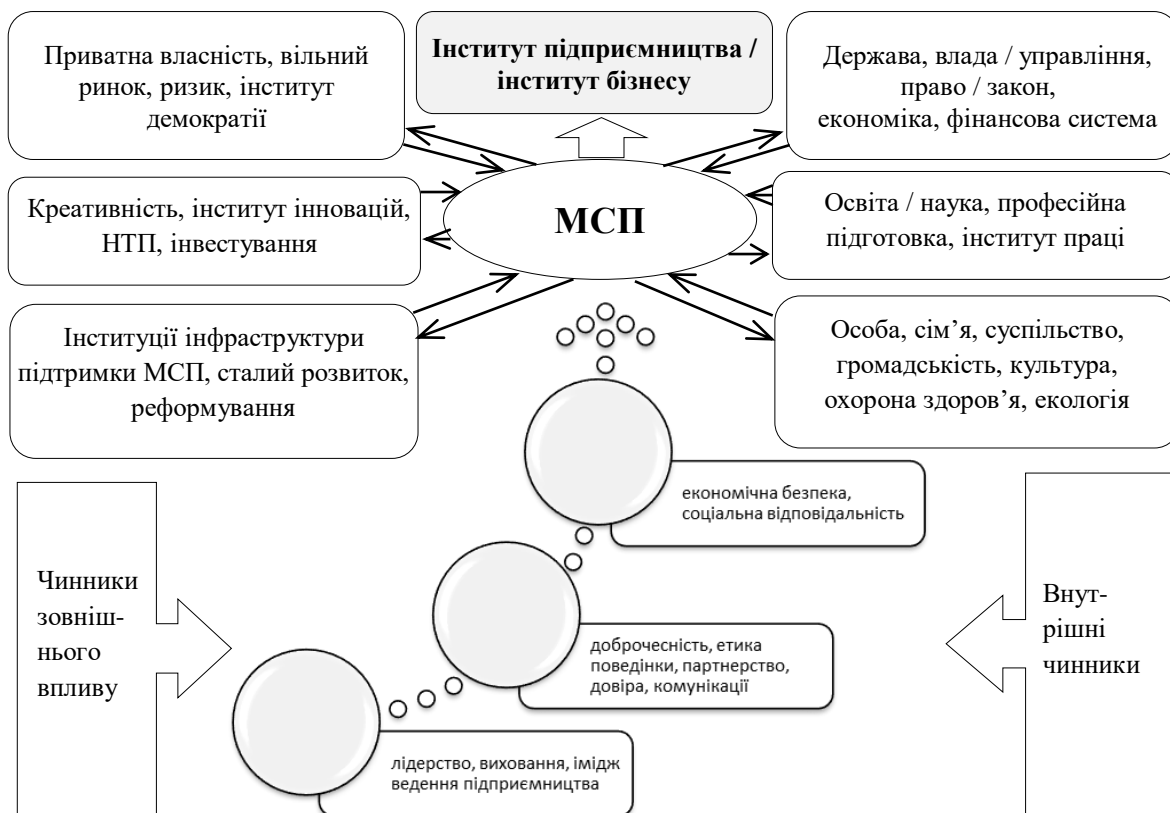 Приватна власність, вільний
ринок, ризик, інститут
демократії
Інститут підприємництва /
інститут бізнесу
Держава, влада / управління,
право / закон,
економіка, фінансова система
Креативність, інститут інновацій,
НТП, інвестування
МСП
Освіта / наука, професійна
підготовка, інститут праці
Інституції інфраструктури
підтримки МСП, сталий розвиток,
реформування
Особа, сім’я, суспільство,
громадськість, культура,
охорона здоров’я, екологія
економічна безпека,
соціальна відповідальність
Чинники
зовніш-
нього
впливу
Внут-
рішні
чинники
доброчесність, етика
поведінки, партнерство,
довіра, комунікації
лідерство, виховання, імідж
ведення підприємництва